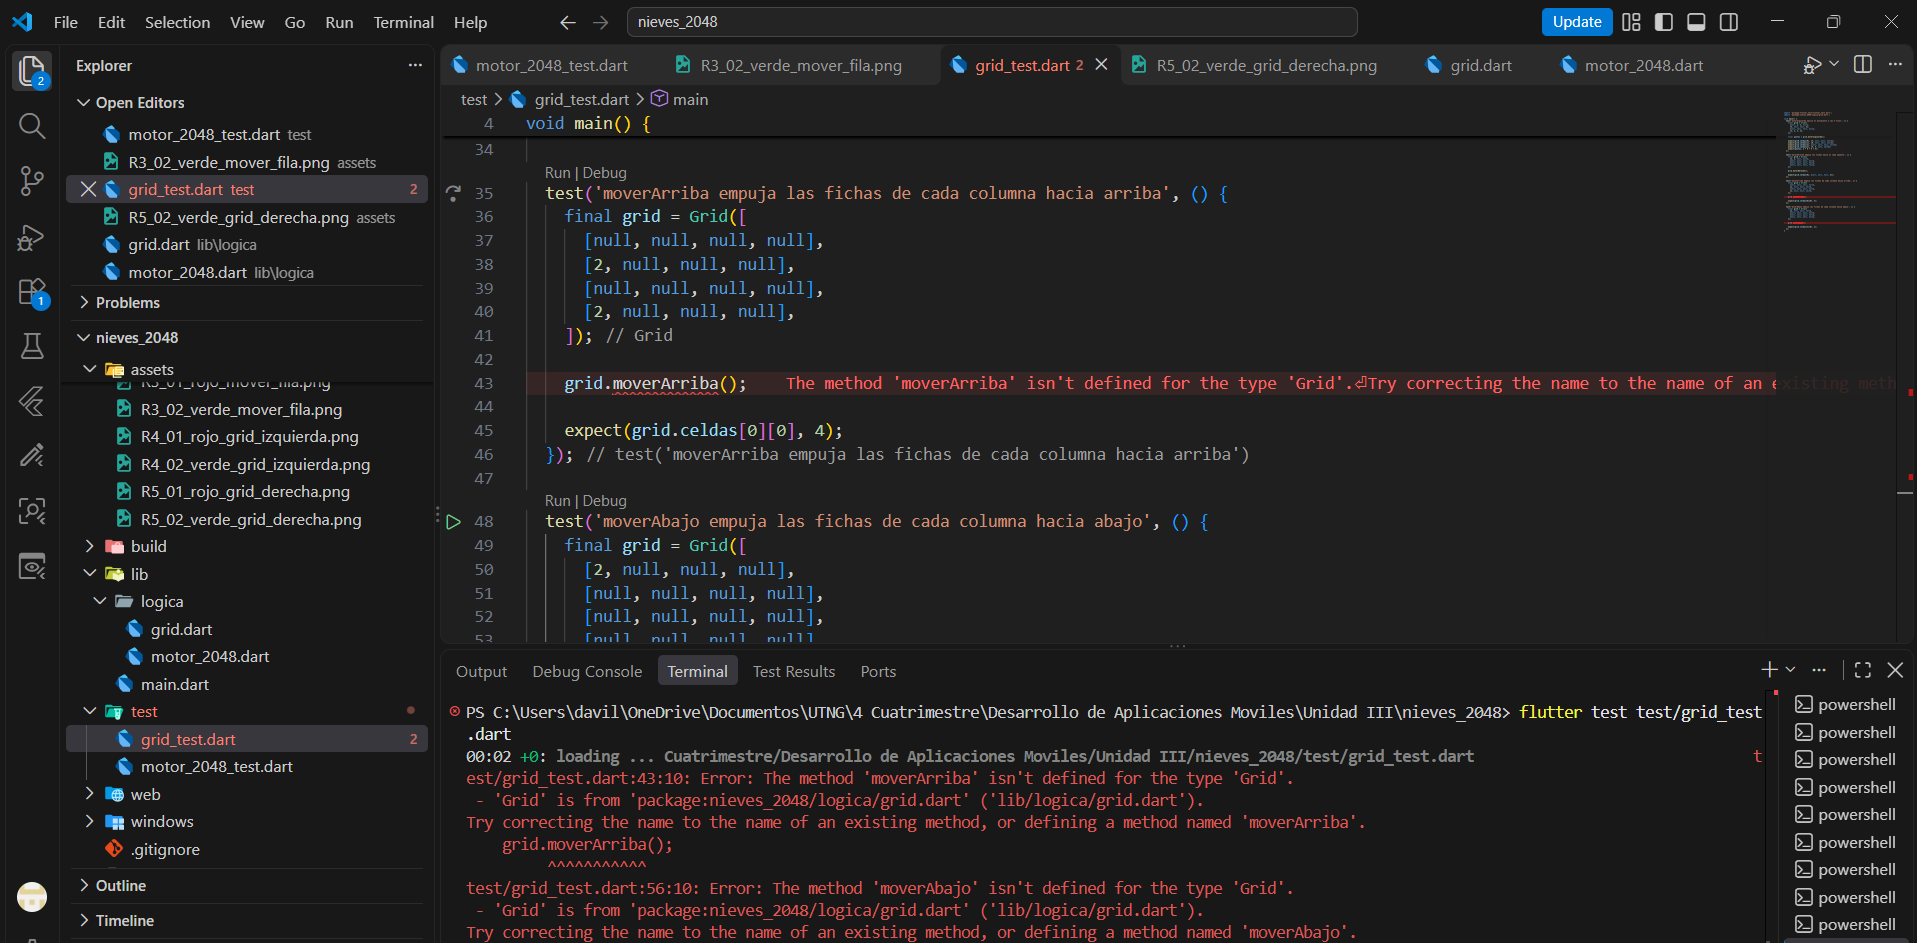 File Edit Selection View Go Run Terminal Help
nieves_2048
Update
Explorer
Open Editors
motor_2048_test.dart test
R3_02_verde_mover_fila.png assets
grid_test.dart test 2
R5_02_verde_grid_derecha.png assets
grid.dart lib\logica
motor_2048.dart lib\logica
Problems
nieves_2048
assets
R3_01_rojo_mover_fila.png
R3_02_verde_mover_fila.png
R4_01_rojo_grid_izquierda.png
R4_02_verde_grid_izquierda.png
R5_01_rojo_grid_derecha.png
R5_02_verde_grid_derecha.png
build
lib
logica
grid.dart
motor_2048.dart
main.dart
test
grid_test.dart 2
motor_2048_test.dart
web
windows
.gitignore
Outline
Timeline
2
1
motor_2048_test.dart R3_02_verde_mover_fila.png grid_test.dart 2 R5_02_verde_grid_derecha.png grid.dart motor_2048.dart
test > grid_test.dart > main
4 void main() {
34
Run | Debug
35 test('moverArriba empuja las fichas de cada columna hacia arriba', () {
36 final grid = Grid([
37 [null, null, null, null],
38 [2, null, null, null],
39 [null, null, null, null],
40 [2, null, null, null],
41 ]); // Grid
42
43 grid.moverArriba(); The method 'moverArriba' isn't defined for the type 'Grid'.⏎Try correcting the name to the name of an existing meth
44
45 expect(grid.celdas[0][0], 4);
46 }); // test('moverArriba empuja las fichas de cada columna hacia arriba')
47
Run | Debug
48 test('moverAbajo empuja las fichas de cada columna hacia abajo', () {
49 final grid = Grid([
50 [2, null, null, null],
51 [null, null, null, null],
52 [null, null, null, null],
53 [null, null, null, null]
Output Debug Console Terminal Test Results Ports
PS C:\Users\davil\OneDrive\Documentos\UTNG\4 Cuatrimestre\Desarrollo de Aplicaciones Moviles\Unidad III\nieves_2048> flutter test test/grid_test
.dart
00:02 +0: loading ... Cuatrimestre/Desarrollo de Aplicaciones Moviles/Unidad III/nieves_2048/test/grid_test.dart t
est/grid_test.dart:43:10: Error: The method 'moverArriba' isn't defined for the type 'Grid'.
- 'Grid' is from 'package:nieves_2048/logica/grid.dart' ('lib/logica/grid.dart').
Try correcting the name to the name of an existing method, or defining a method named 'moverArriba'.
grid.moverArriba();
^^^^^^^^^^^
test/grid_test.dart:56:10: Error: The method 'moverAbajo' isn't defined for the type 'Grid'.
- 'Grid' is from 'package:nieves_2048/logica/grid.dart' ('lib/logica/grid.dart').
Try correcting the name to the name of an existing method, or defining a method named 'moverAbajo'.
powershell
powershell
powershell
powershell
powershell
powershell
powershell
powershell
powershell